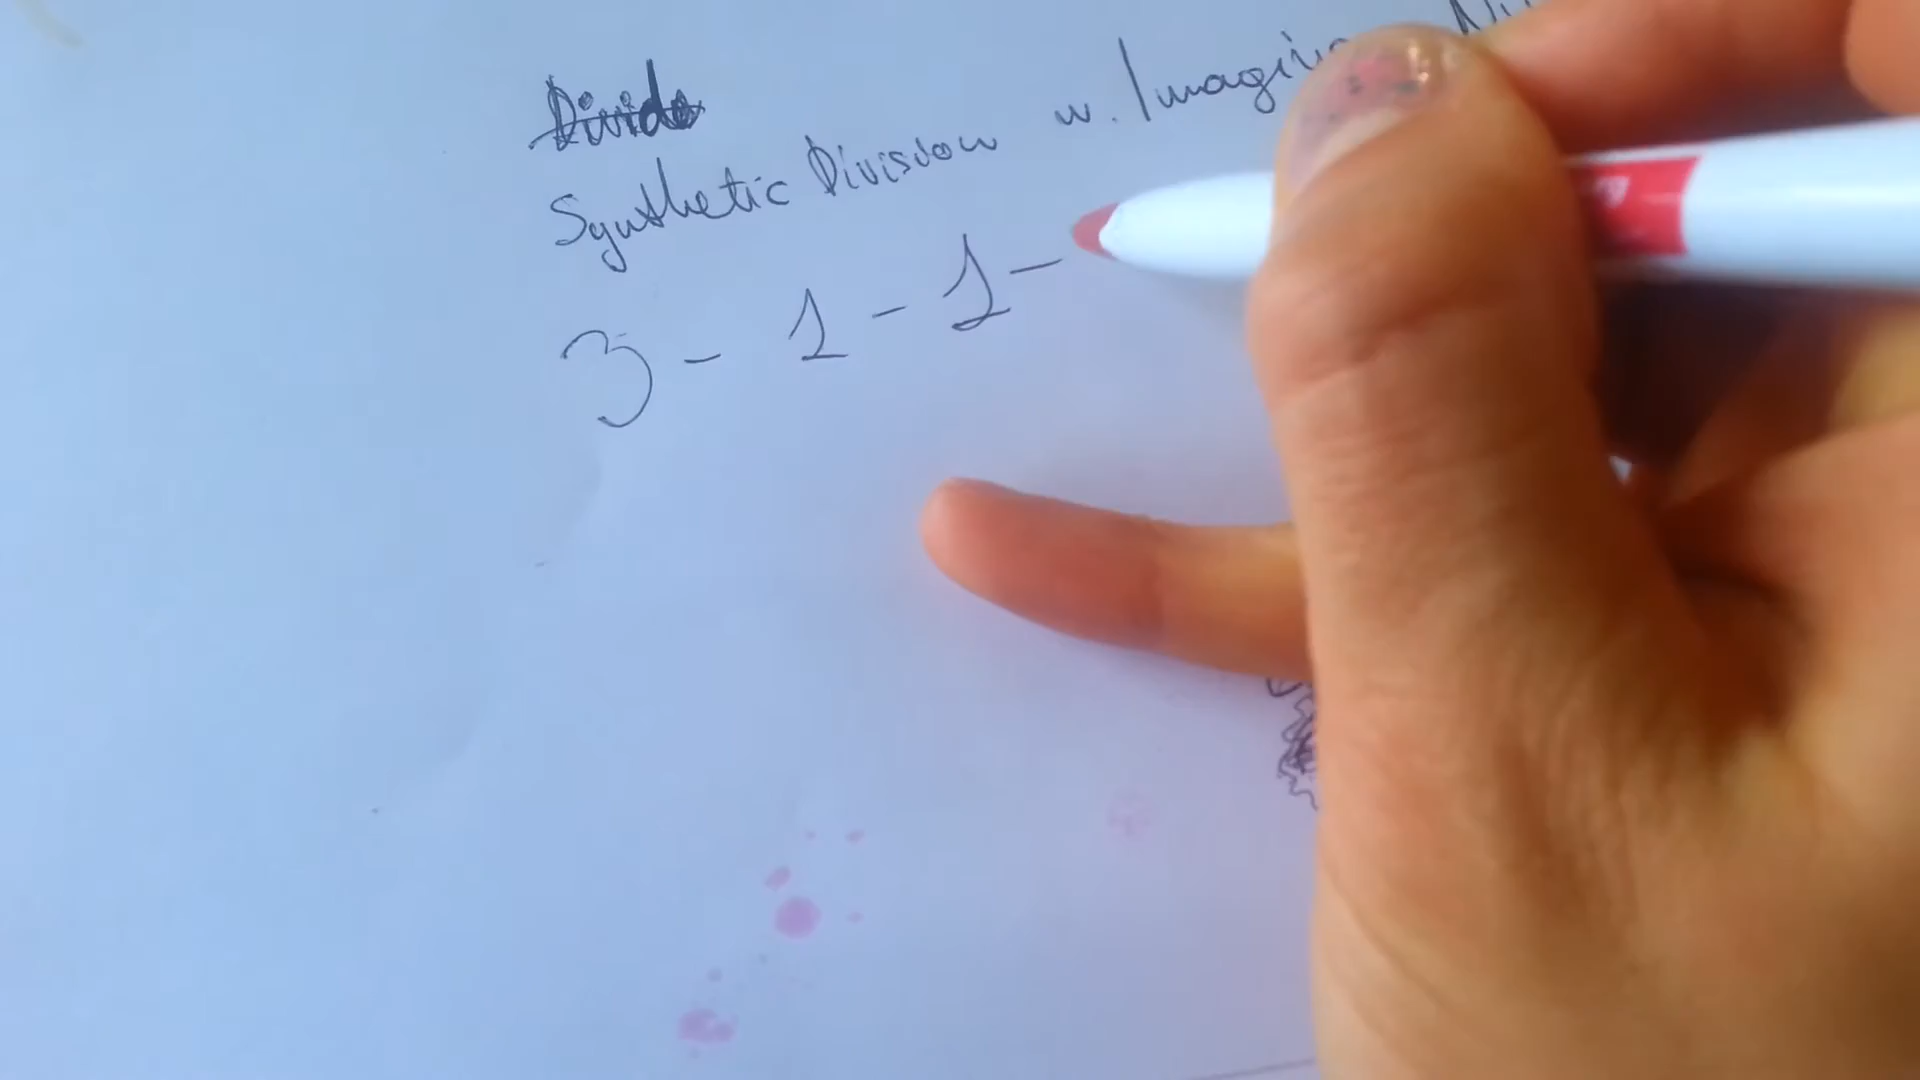 Divide
Synthetic Division w. Imagin
3 - 1 - 1 -